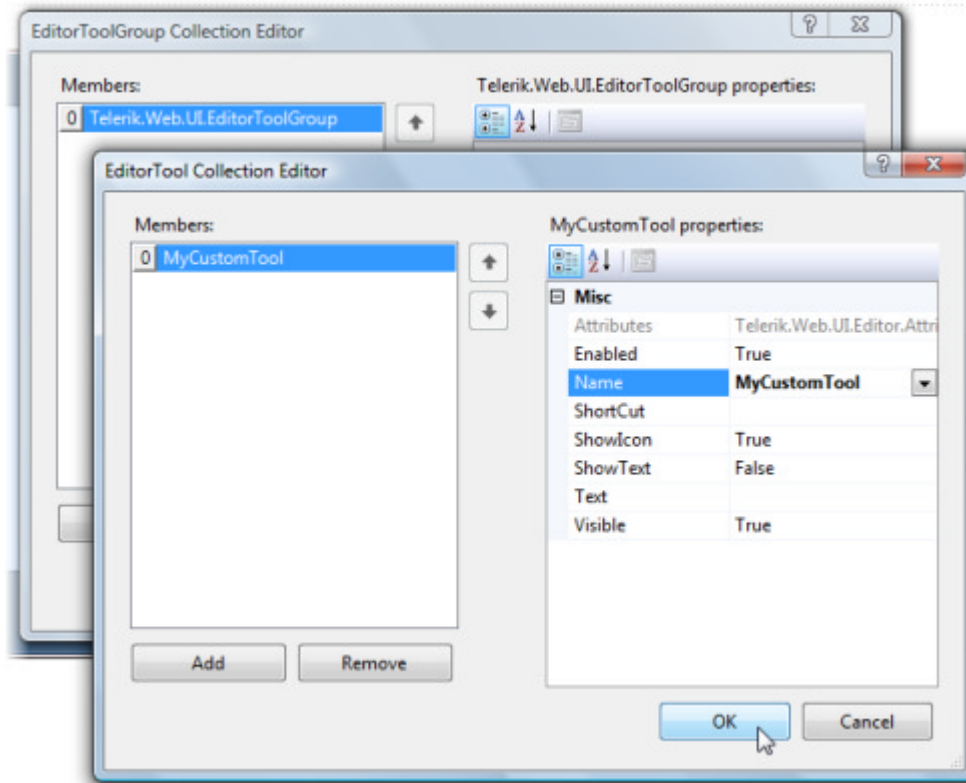 EditorToolGroup Collection Editor
Members:
Telerik.Web.UI.EditorToolGroup properties:
0 Telerik.Web.UI.EditorToolGroup
EditorTool Collection Editor
Members:
MyCustomTool properties:
0 MyCustomTool
Misc
Attributes Telerik.Web.UI.Editor.Attri
Enabled True
Name MyCustomTool
ShortCut
ShowIcon True
ShowText False
Text
Visible True
Add Remove
OK Cancel